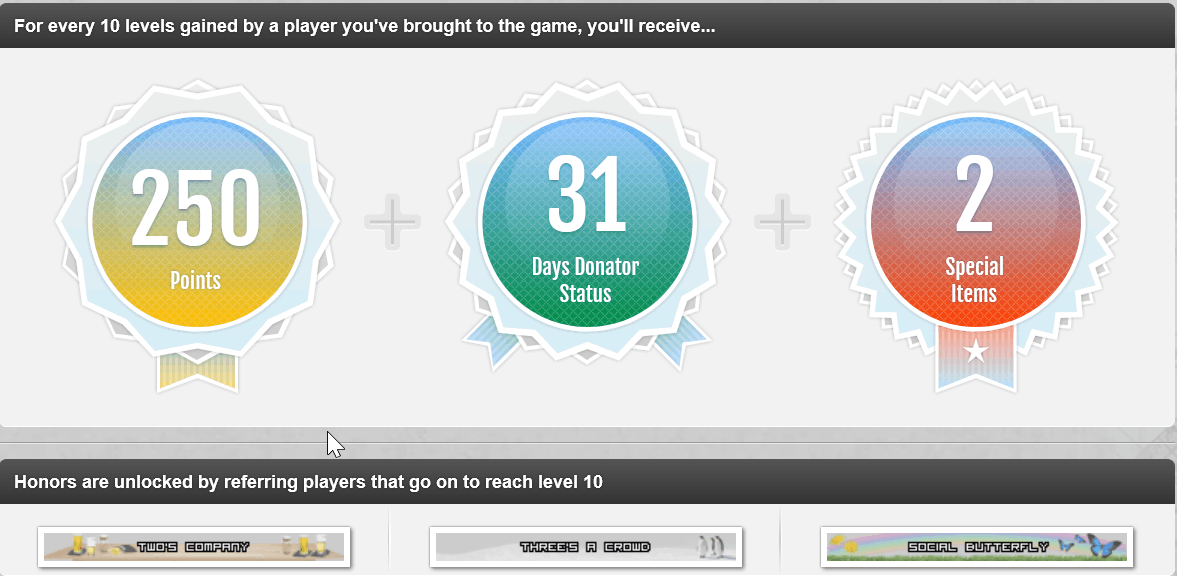 For every 10 levels gained by a player you've brought to the game, you'll receive...
250
Points
31
Days Donator
Status
2
Special
Items
Honors are unlocked by referring players that go on to reach level 10
TWO'S COMPANY
THREE'S A CROWD
SOCIAL BUTTERFLY